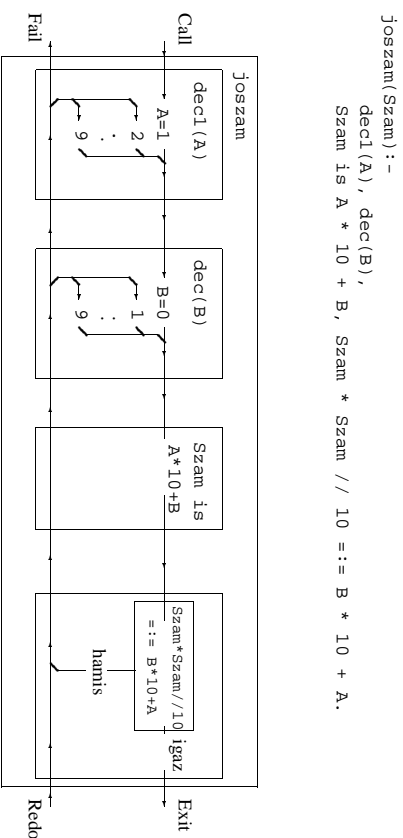 joszam(Szam):-
dec1(A), dec(B),
Szam is A * 10 + B, Szam * Szam // 10 =:= B * 10 + A.
joszam
dec1(A)
dec(B)
Szam is
A*10+B
Szam*Szam//10
=:= B*10+A
Call
A=1
2
:
9
B=0
1
:
9
igaz
Exit
hamis
Fail
Redo